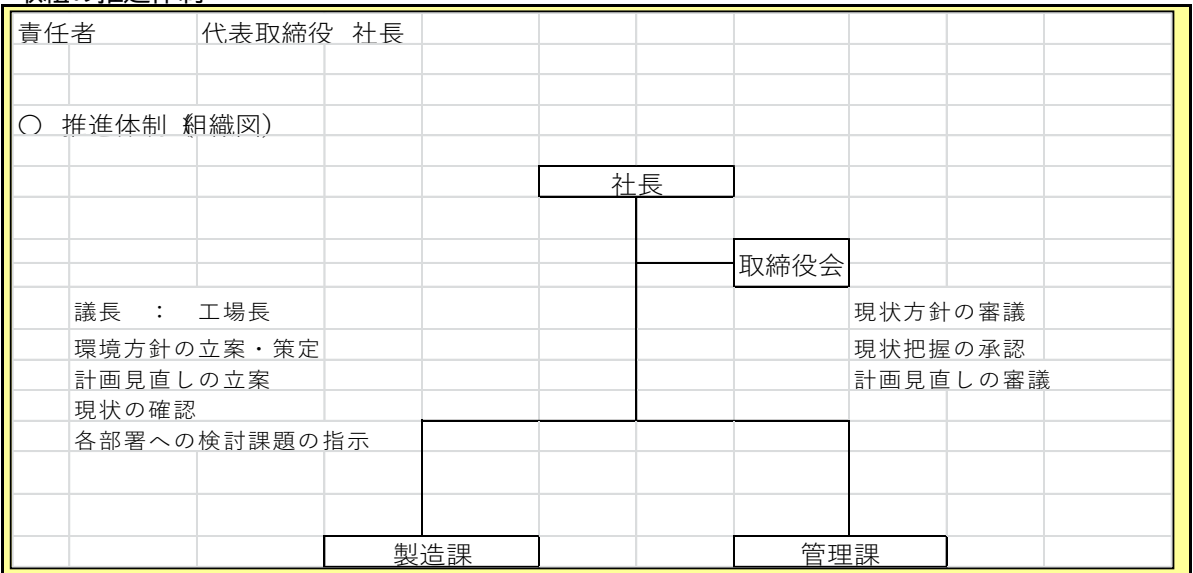 責任者 代表取締役 社長
○ 推進体制（組織図）
社長
取締役会
議長 ： 工場長
環境方針の立案・策定
計画見直しの立案
現状の確認
各部署への検討課題の指示
現状方針の審議
現状把握の承認
計画見直しの審議
製造課
管理課